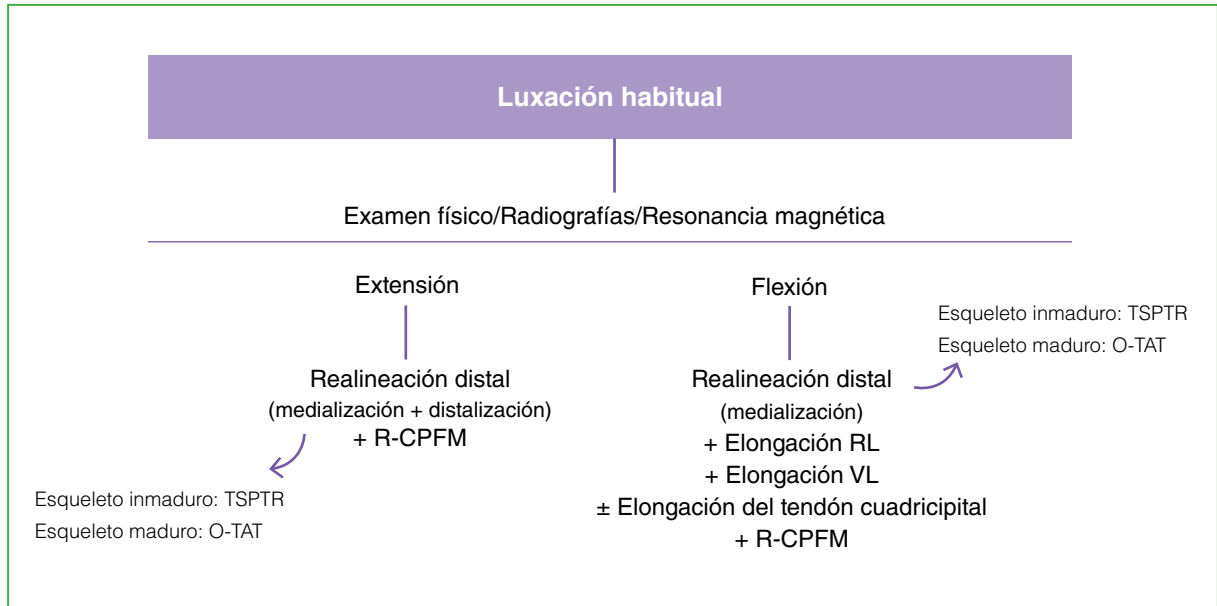 Luxación habitual
Examen físico/Radiografías/Resonancia magnética
Extensión
Realineación distal
(medialización + distalización)
+ R-CPFM
Esqueleto inmaduro: TSPTR
Esqueleto maduro: O-TAT
Flexión
Realineación distal
(medialización)
+ Elongación RL
+ Elongación VL
± Elongación del tendón cuadricipital
+ R-CPFM
Esqueleto inmaduro: TSPTR
Esqueleto maduro: O-TAT